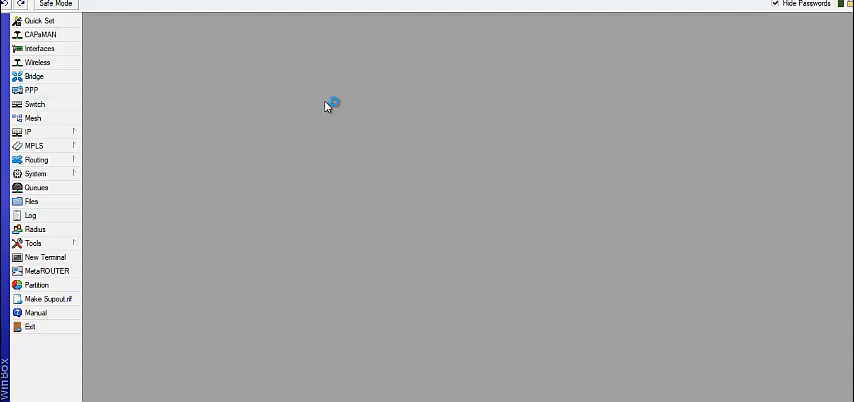 Safe Mode
Hide Passwords
Quick Set
CAPsMAN
Interfaces
Wireless
Bridge
PPP
Switch
Mesh
IP
MPLS
Routing
System
Queues
Files
Log
Radius
Tools
New Terminal
MetaROUTER
Partition
Make Supout.rif
Manual
Exit
WinBox